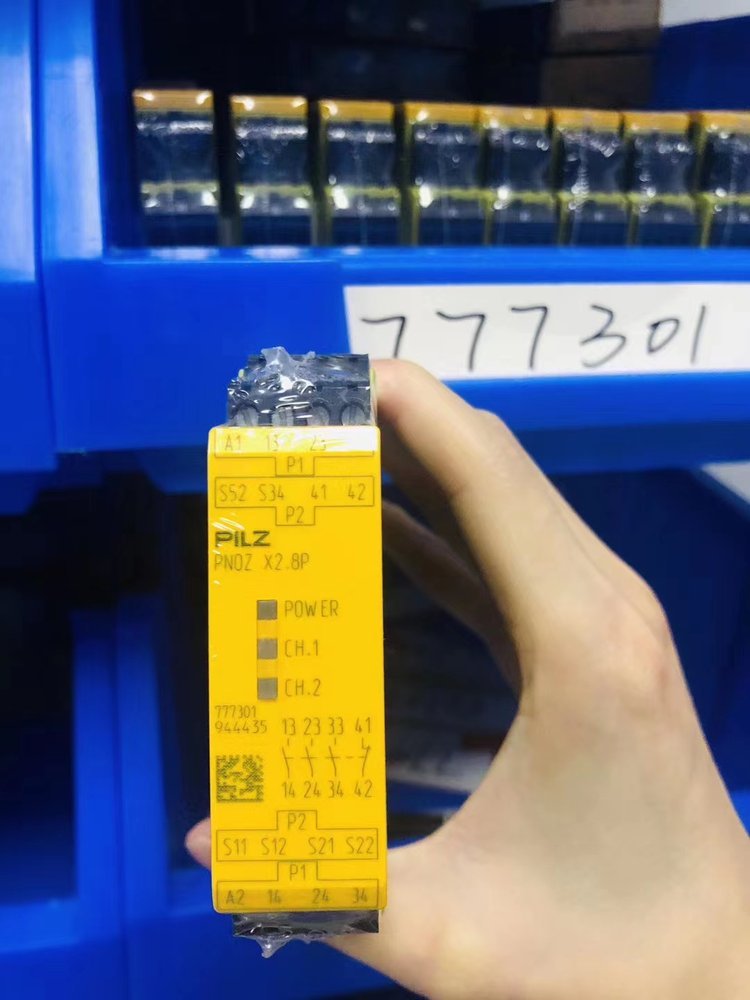 777301
A1 13 23
P1
S52 S34 41 42
P2
PILZ
PNOZ X2.8P
POWER
CH.1
CH.2
777301
944435
13 23 33 41
14 24 34 42
P2
S11 S12 S21 S22
P1
A2 14 24 34